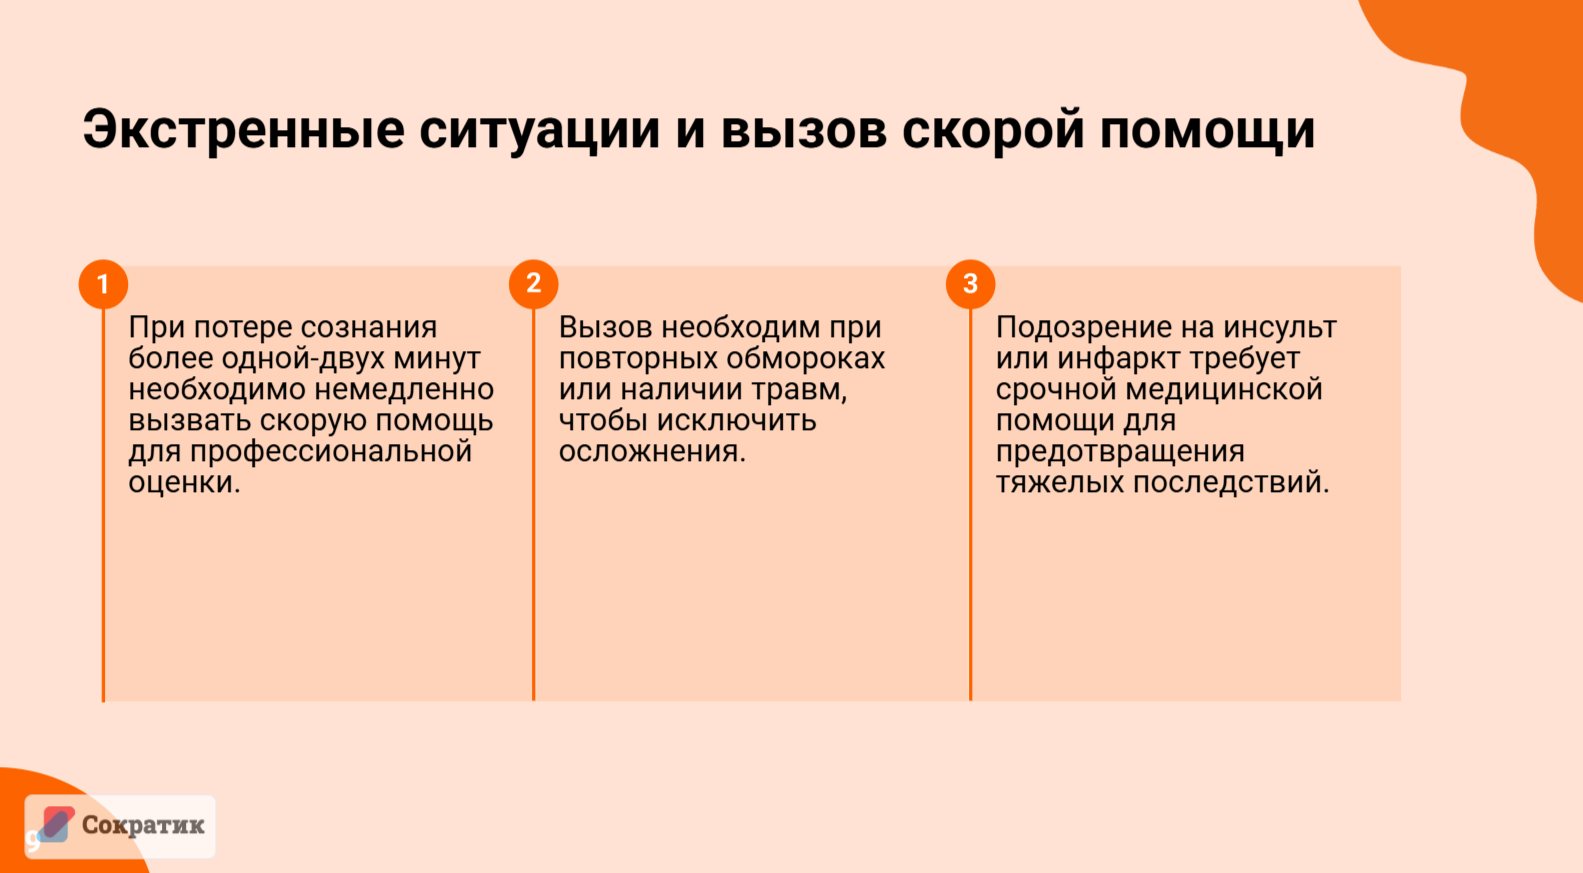 Экстренные ситуации и вызов скорой помощи
1
При потере сознания
более одной-двух минут
необходимо немедленно
вызвать скорую помощь
для профессиональной
оценки.
2
Вызов необходим при
повторных обмороках
или наличии травм,
чтобы исключить
осложнения.
3
Подозрение на инсульт
или инфаркт требует
срочной медицинской
помощи для
предотвращения
тяжелых последствий.
9
Сократик